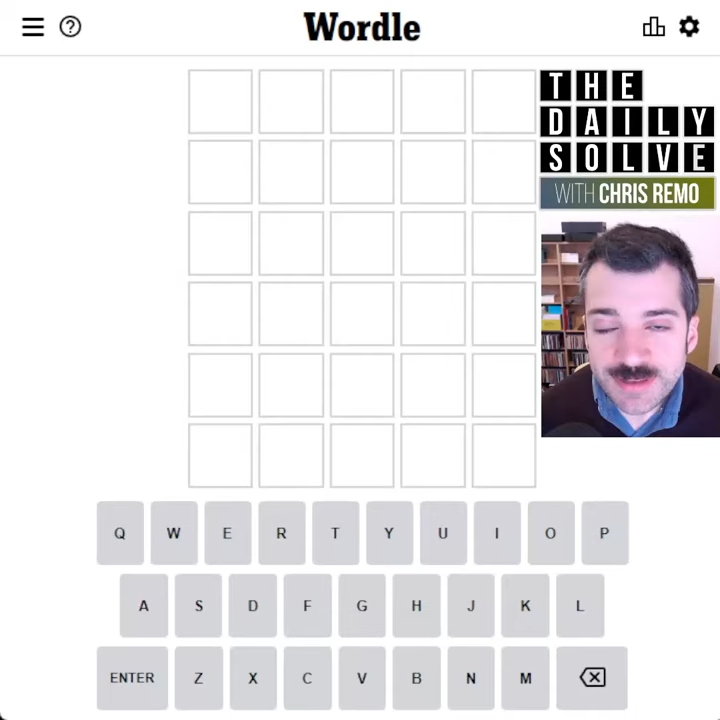 Wordle
THE
DAILY
SOLVE
WITH CHRIS REMO
Q W E R T Y U I O P
A S D F G H J K L
ENTER Z X C V B N M